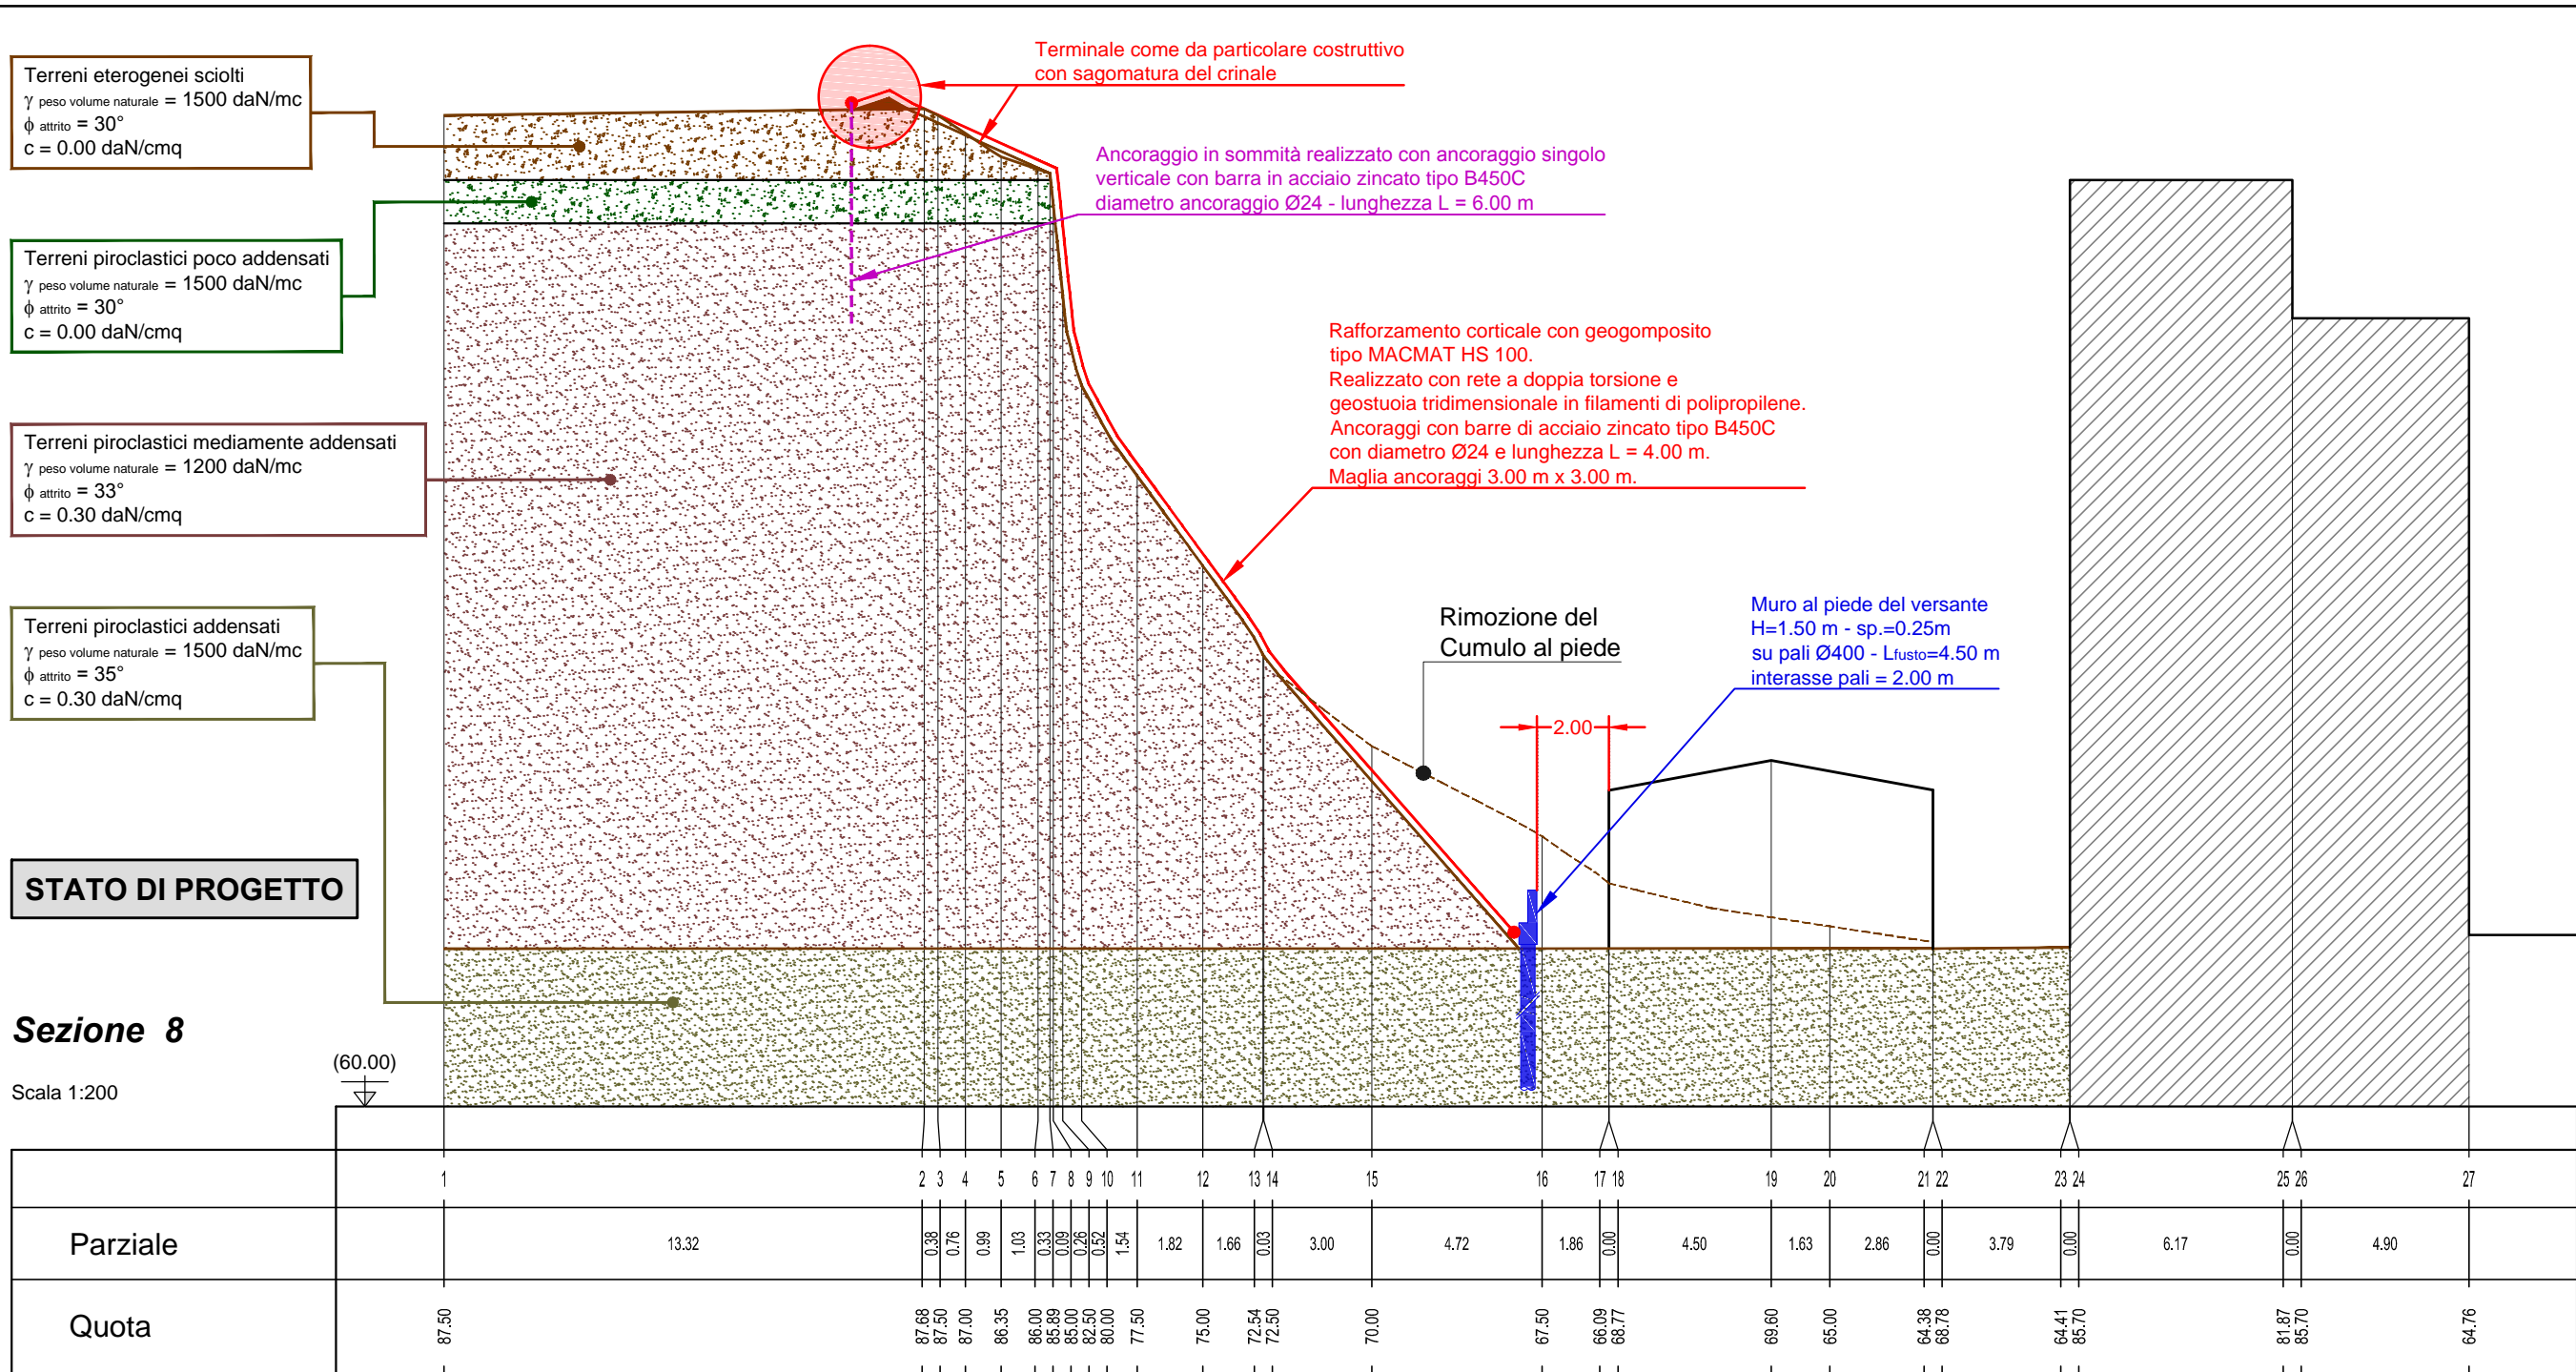 Terreni eterogenei sciolti
γ peso volume naturale = 1500 daN/mc
ϕ attrito = 30°
c = 0.00 daN/cmq
Terreni piroclastici poco addensati
γ peso volume naturale = 1500 daN/mc
ϕ attrito = 30°
c = 0.00 daN/cmq
Terreni piroclastici mediamente addensati
γ peso volume naturale = 1200 daN/mc
ϕ attrito = 33°
c = 0.30 daN/cmq
Terreni piroclastici addensati
γ peso volume naturale = 1500 daN/mc
ϕ attrito = 35°
c = 0.30 daN/cmq
Terminale come da particolare costruttivo
con sagomatura del crinale
Ancoraggio in sommità realizzato con ancoraggio singolo
verticale con barra in acciaio zincato tipo B450C
diametro ancoraggio Ø24 - lunghezza L = 6.00 m
Rafforzamento corticale con geogomposito
tipo MACMAT HS 100.
Realizzato con rete a doppia torsione e
geostuoia tridimensionale in filamenti di polipropilene.
Ancoraggi con barre di acciaio zincato tipo B450C
con diametro Ø24 e lunghezza L = 4.00 m.
Maglia ancoraggi 3.00 m x 3.00 m.
Rimozione del
Cumulo al piede
Muro al piede del versante
H=1.50 m - sp.=0.25m
su pali Ø400 - Lfusto=4.50 m
interasse pali = 2.00 m
2.00
STATO DI PROGETTO
Sezione 8
Scala 1:200
(60.00)
1 2 3 4 5 6 7 8 9 10 11 12 13 14 15 16 17 18 19 20 21 22 23 24 25 26 27
Parziale 13.32 0.38 0.76 0.99 1.03 0.33 0.09 0.26 0.52 1.54 1.82 1.66 0.03 3.00 4.72 1.86 0.00 4.50 1.63 2.86 0.00 3.79 0.00 6.17 0.00 4.90
Quota 87.50 87.68 87.50 87.00 86.35 86.00 85.89 85.00 82.50 80.00 77.50 75.00 72.54 72.50 70.00 67.50 66.09 68.77 69.60 65.00 64.38 68.78 64.41 85.70 81.87 85.70 64.76